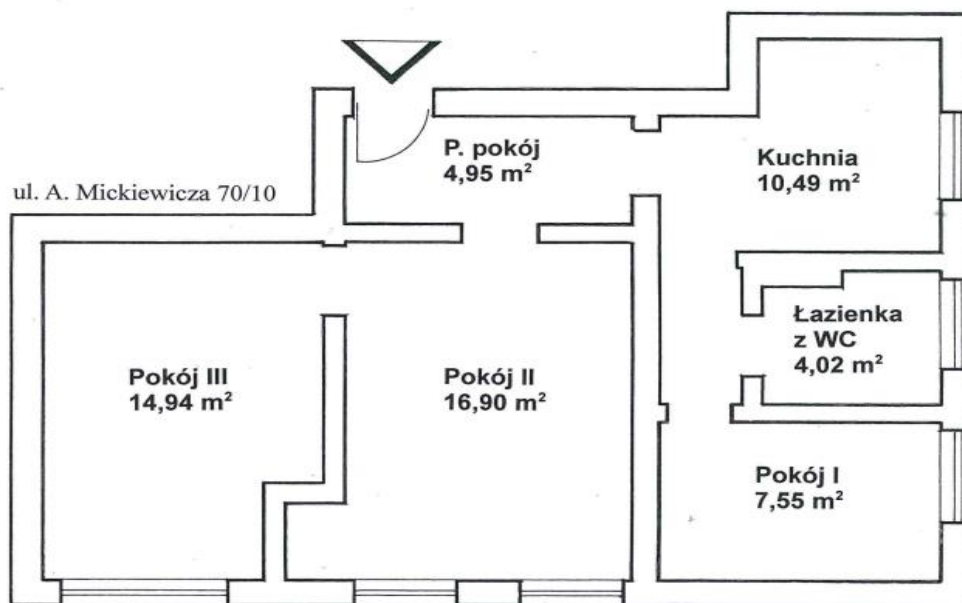 P. pokój
4,95 m²
Kuchnia
10,49 m²
ul. A. Mickiewicza 70/10
Łazienka
z WC
4,02 m²
Pokój III
14,94 m²
Pokój II
16,90 m²
Pokój I
7,55 m²